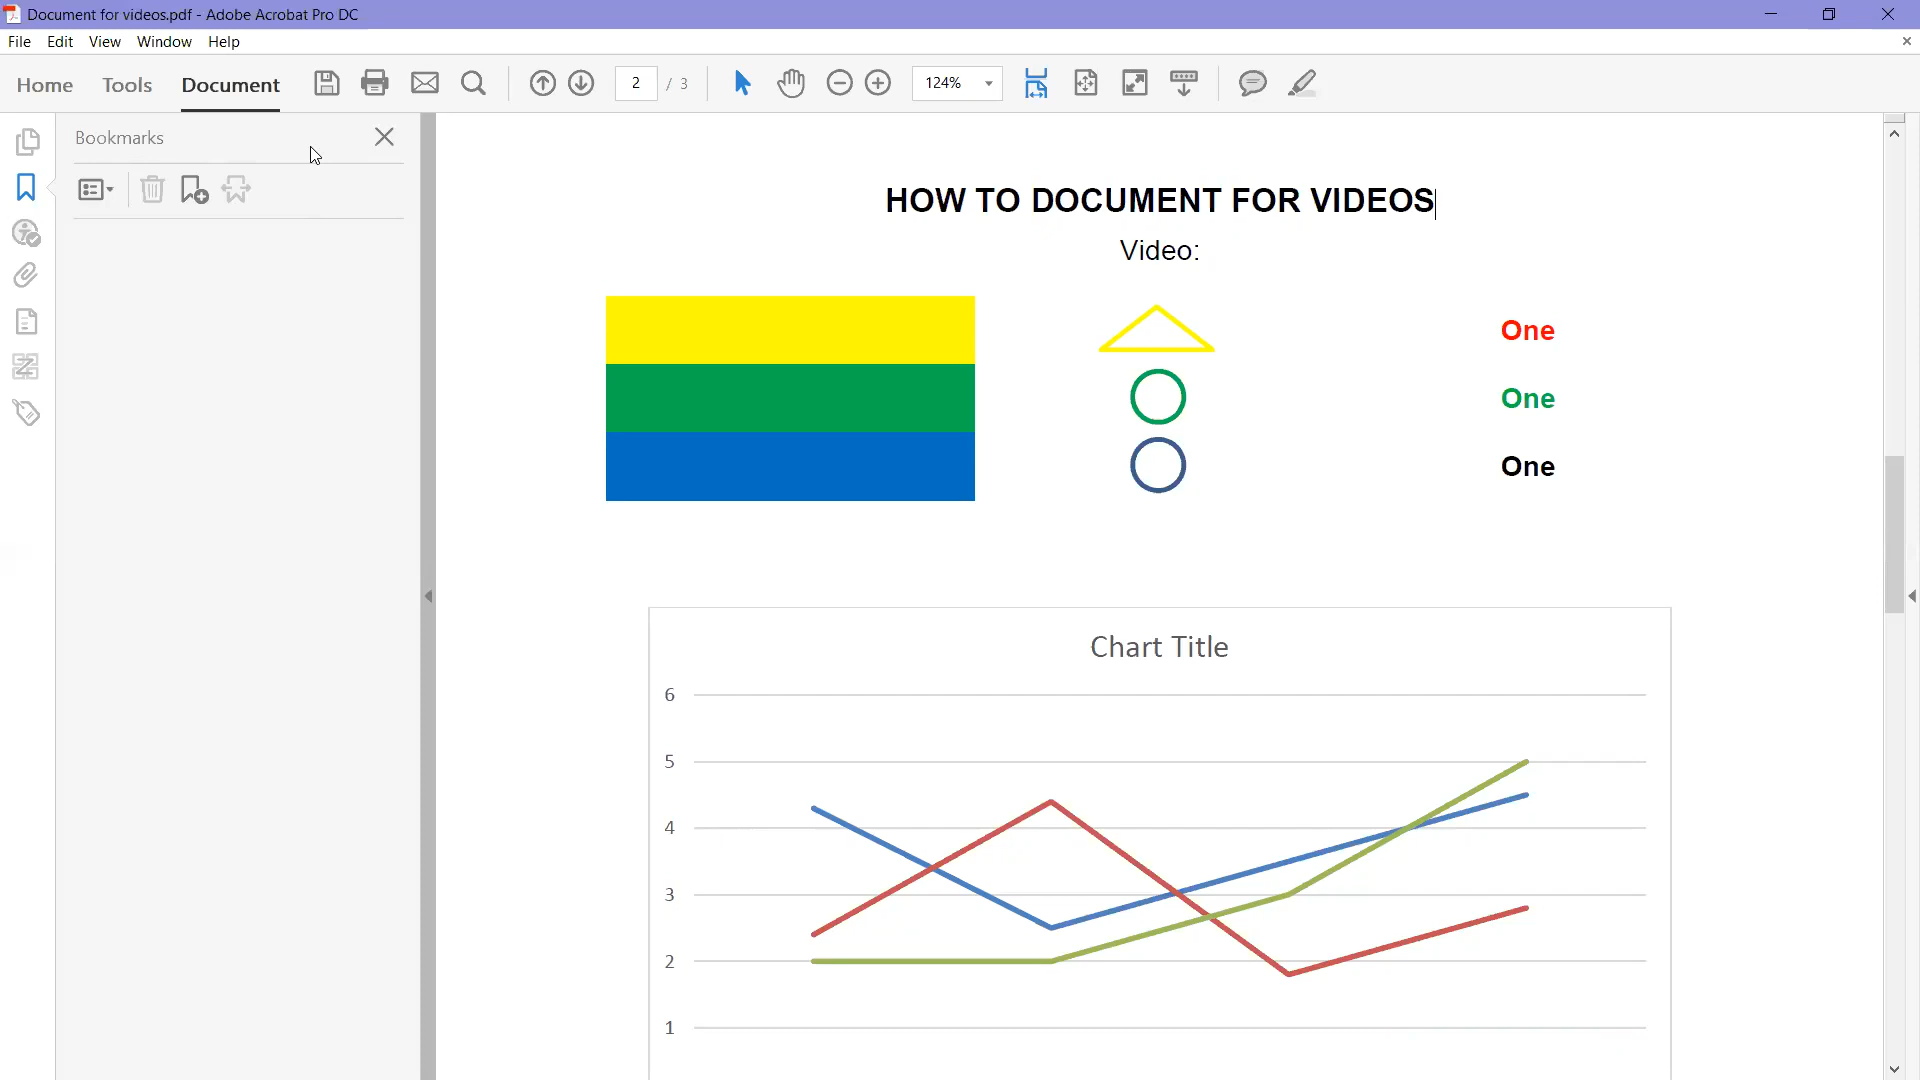 Document for videos.pdf - Adobe Acrobat Pro DC
File Edit View Window Help
Home Tools Document 2 / 3 124%
Bookmarks
HOW TO DOCUMENT FOR VIDEOS
Video:
One
One
One
Chart Title
6
5
4
3
2
1